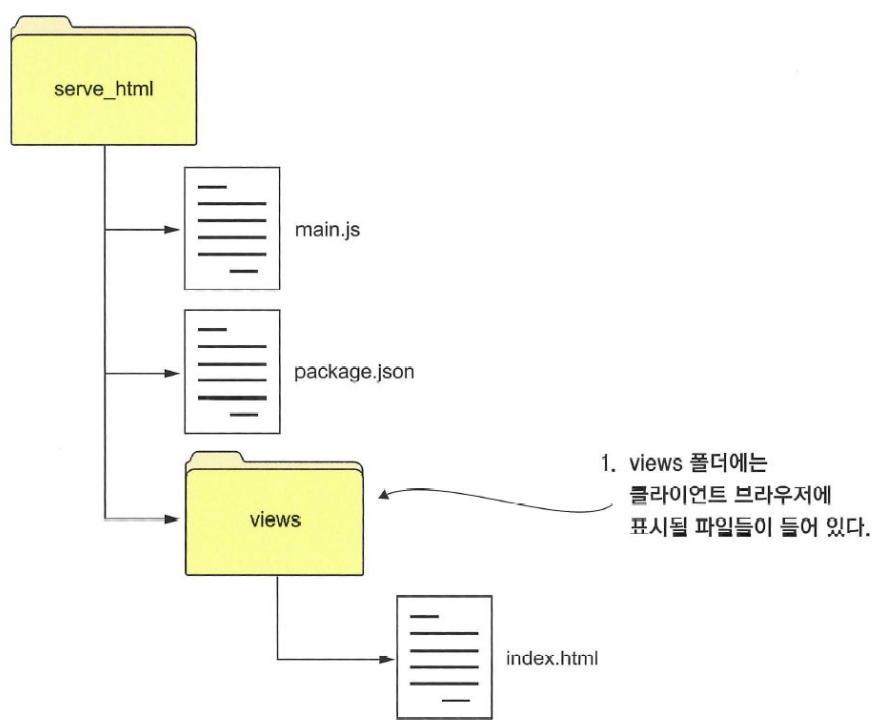 serve_html
main.js
package.json
views
1. views 폴더에는
클라이언트 브라우저에
표시될 파일들이 들어 있다.
index.html